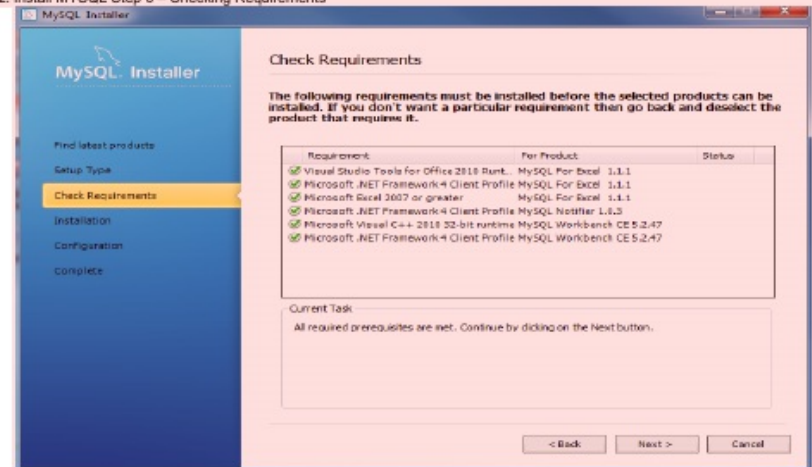 2. Install MYSQL Step 3 – Checking Requirements
MySQL Installer
MySQL. Installer
Find latest products
Setup Type
Check Requirements
Installation
Configuration
Complete
Check Requirements
The following requirements must be installed before the selected products can be
installed. If you don't want a particular requirement then go back and deselect the
product that requires it.
Requirement For Product Status
Visual Studio Tools for Office 2010 Runt... MySQL For Excel 1.1.1
Microsoft .NET Framework 4 Client Profile MySQL For Excel 1.1.1
Microsoft Excel 2007 or greater MySQL For Excel 1.1.1
Microsoft .NET Framework 4 Client Profile MySQL Notifier 1.0.3
Microsoft Visual C++ 2010 32-bit runtime MySQL Workbench CE 5.2.47
Microsoft .NET Framework 4 Client Profile MySQL Workbench CE 5.2.47
Current Task
All required prerequisites are met. Continue by clicking on the Next button.
< Back Next > Cancel